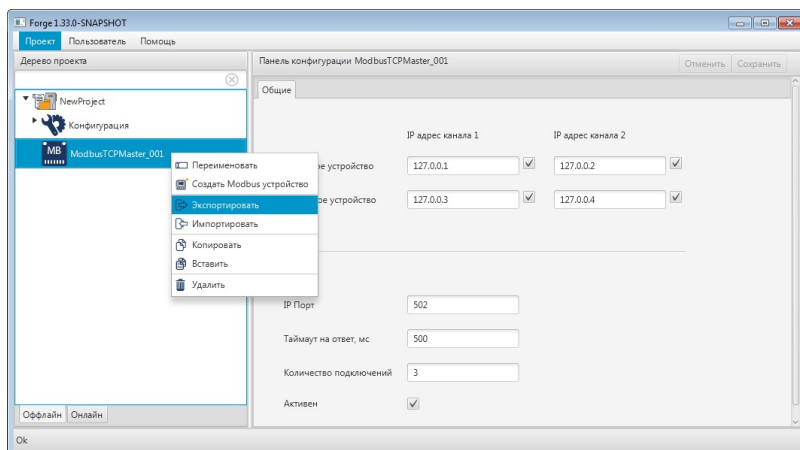 Forge 1.33.0-SNAPSHOT
Проект Пользователь Помощь
Дерево проекта
Панель конфигурации ModbusTCPMaster_001
Отменить Сохранить
NewProject
Конфигурация
MB ModbusTCPMaster_001
Переименовать
Создать Modbus устройство
Экспортировать
Импортировать
Копировать
Вставить
Удалить
Общие
IP адрес канала 1 IP адрес канала 2
ое устройство 127.0.0.1 127.0.0.2
ое устройство 127.0.0.3 127.0.0.4
IP Порт 502
Таймаут на ответ, мс 500
Количество подключений 3
Активен
Оффлайн Онлайн
Ok